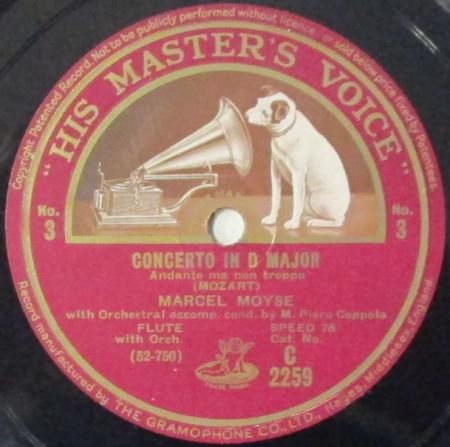 Copyright. Patented Record. Not to be publicly performed without licence or sold below price fixed by Patentees.
"HIS MASTER'S VOICE"
No. 3
No. 3
CONCERTO IN D MAJOR
Andante ma non troppo
(MOZART)
MARCEL MOYSE
with Orchestral accomp. cond. by M. Piero Coppola
FLUTE
with Orch.
(52-750)
SPEED 78
Cat. No.
C
2259
TRADE MARK
Record manufactured by THE GRAMOPHONE CO., LTD., Hayes, Middlesex, England.